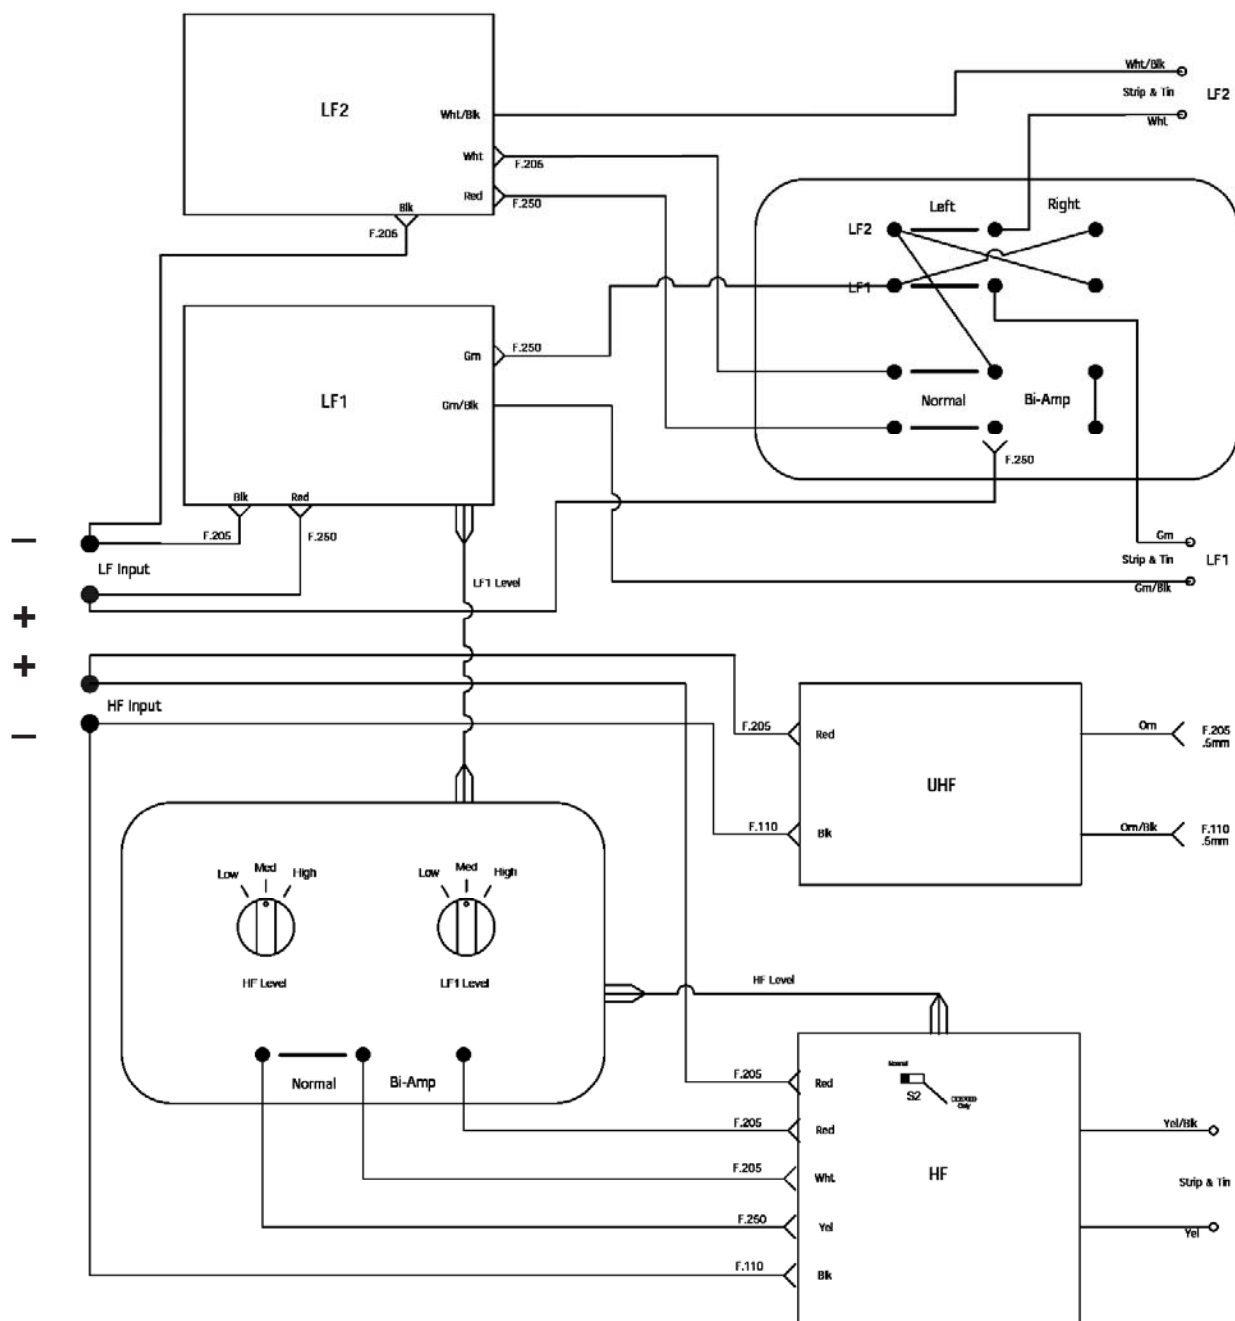 LF2
Wht/Blk
Wht
Red
Blk
F.205
F.205
F.250
Wht/Blk
Strip & Tin
LF2
Wht
Left
Right
LF2
LF1
Normal
Bi-Amp
F.250
LF1
Grn
Grn/Blk
F.250
Blk
Red
F.205
F.250
LF1 Level
Grn
Strip & Tin
LF1
Grn/Blk
−
LF Input
+
+
HF Input
−
F.205
Red
UHF
F.110
Blk
Orn
F.205
.5mm
Orn/Blk
F.110
.5mm
Low
Med
High
HF Level
Low
Med
High
LF1 Level
Normal
Bi-Amp
HF Level
Normal
S2
Only
HF
F.205
Red
F.205
Red
F.205
Wht
F.250
Yel
F.110
Blk
Yel/Blk
Strip & Tin
Yel